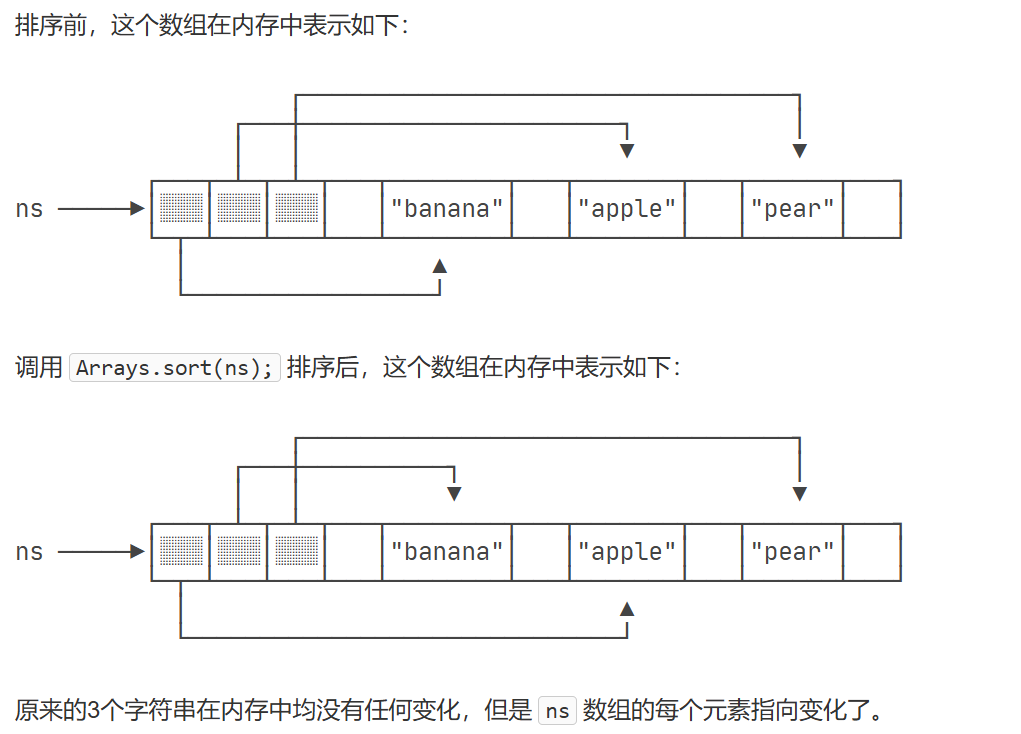 排序前，这个数组在内存中表示如下：
ns "banana" "apple" "pear"
调用 Arrays.sort(ns); 排序后，这个数组在内存中表示如下：
ns "banana" "apple" "pear"
原来的3个字符串在内存中均没有任何变化，但是 ns 数组的每个元素指向变化了。